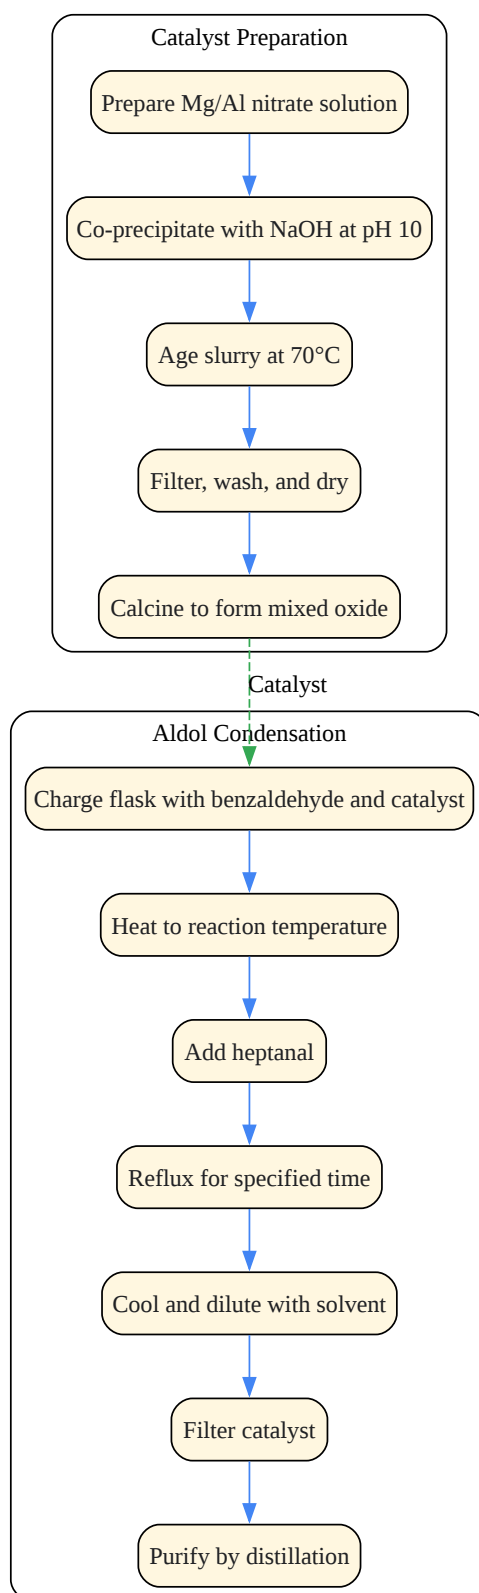 Catalyst Preparation
Prepare Mg/Al nitrate solution
Co-precipitate with NaOH at pH 10
Age slurry at 70°C
Filter, wash, and dry
Calcine to form mixed oxide
Catalyst
Aldol Condensation
Charge flask with benzaldehyde and catalyst
Heat to reaction temperature
Add heptanal
Reflux for specified time
Cool and dilute with solvent
Filter catalyst
Purify by distillation